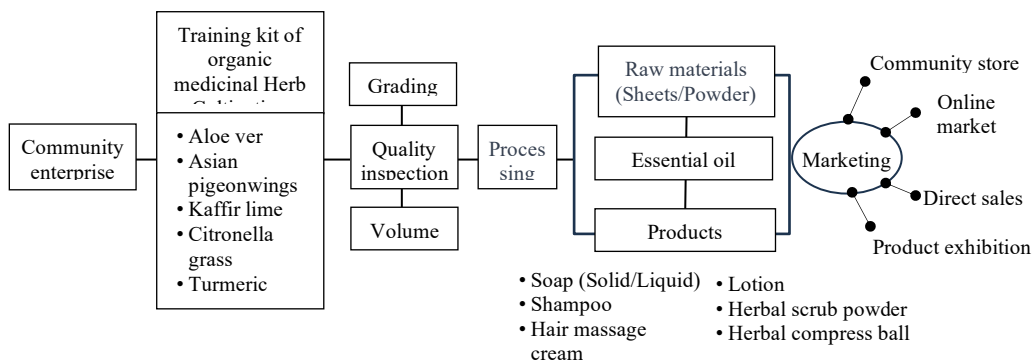 Community
enterprise
Training kit of
organic
medicinal Herb
• Aloe ver
• Asian
pigeonwings
• Kaffir lime
• Citronella
grass
• Turmeric
Grading
Quality
inspection
Volume
Proces
sing
Raw materials
(Sheets/Powder)
Essential oil
Products
• Soap (Solid/Liquid)
• Shampoo
• Hair massage
cream
• Lotion
• Herbal scrub powder
• Herbal compress ball
Marketing
Community store
Online
market
Direct sales
Product exhibition